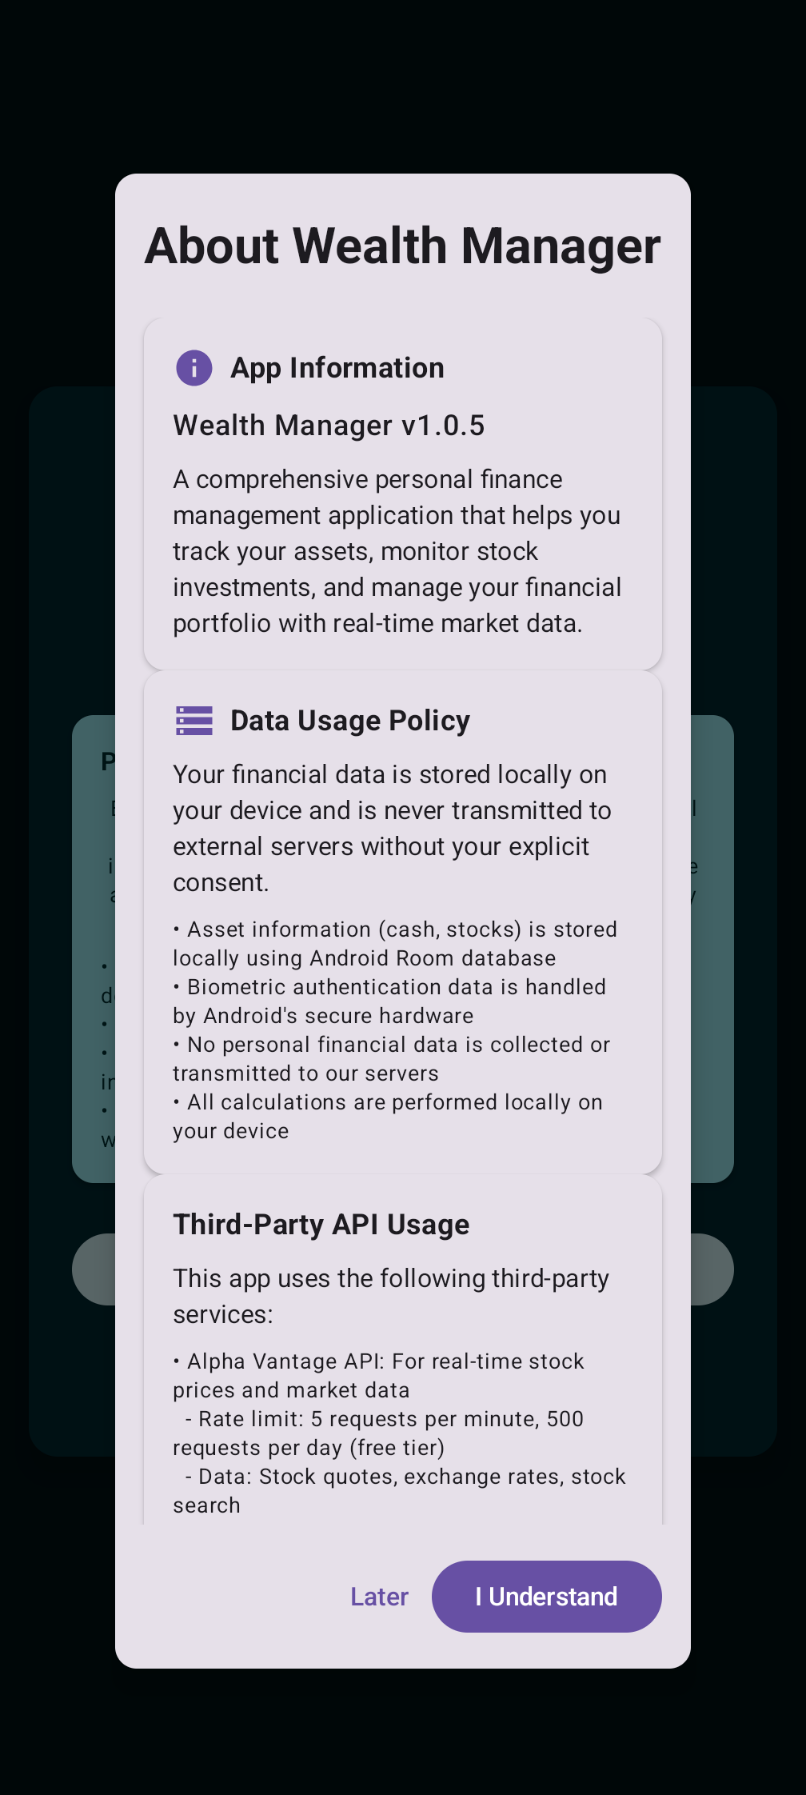 About Wealth Manager
App Information
Wealth Manager v1.0.5
A comprehensive personal finance
management application that helps you
track your assets, monitor stock
investments, and manage your financial
portfolio with real-time market data.
Data Usage Policy
Your financial data is stored locally on
your device and is never transmitted to
external servers without your explicit
consent.
• Asset information (cash, stocks) is stored
locally using Android Room database
• Biometric authentication data is handled
by Android's secure hardware
• No personal financial data is collected or
transmitted to our servers
• All calculations are performed locally on
your device
Third-Party API Usage
This app uses the following third-party
services:
• Alpha Vantage API: For real-time stock
prices and market data
- Rate limit: 5 requests per minute, 500
requests per day (free tier)
- Data: Stock quotes, exchange rates, stock
search
Later
I Understand